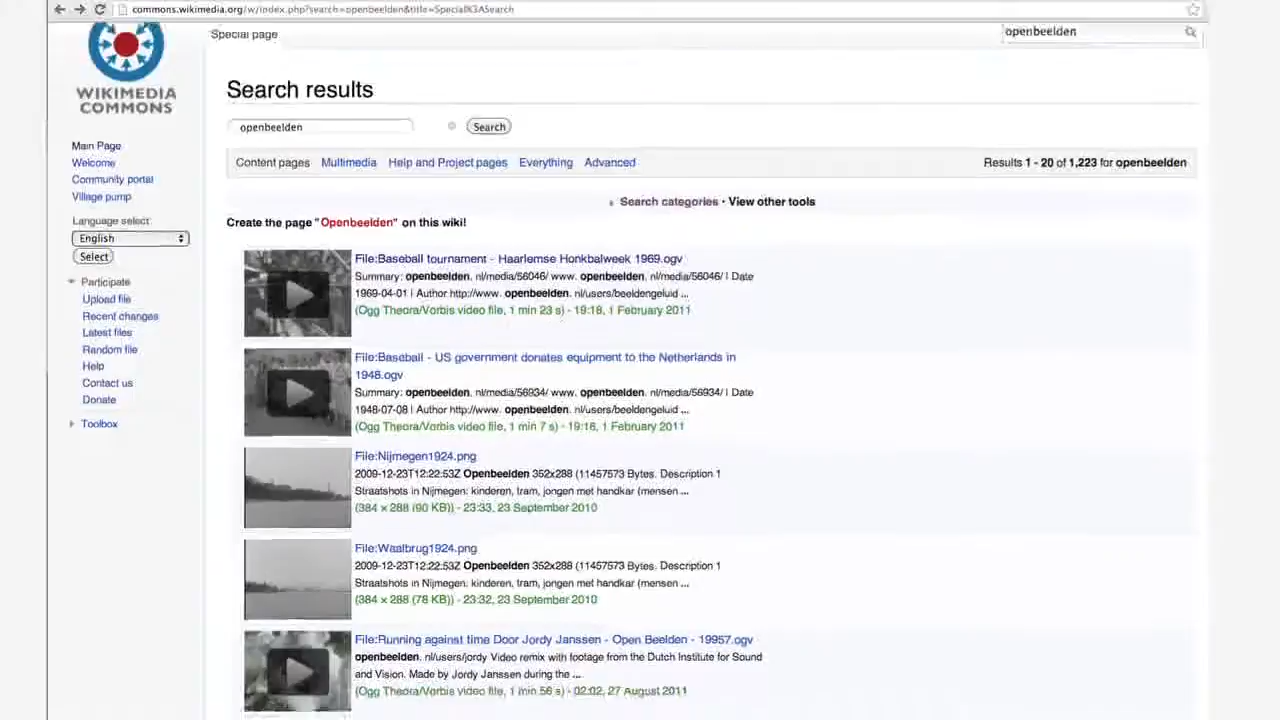 commons.wikimedia.org/w/index.php?search=openbeelden&title=Special%3ASearch
Special page
openbeelden
WIKIMEDIA
COMMONS
Main Page
Welcome
Community portal
Village pump
Language select:
English
Select
Participate
Upload file
Recent changes
Latest files
Random file
Help
Contact us
Donate
Toolbox
Search results
openbeelden Search
Content pages Multimedia Help and Project pages Everything Advanced Results 1 - 20 of 1,223 for openbeelden
Search categories • View other tools
Create the page "Openbeelden" on this wiki!
File:Baseball tournament - Haarlemse Honkbalweek 1969.ogv
Summary: openbeelden. nl/media/56046/ www. openbeelden. nl/media/56046/ | Date
1969-04-01 | Author http://www. openbeelden. nl/users/beeldengeluid ...
(Ogg Theora/Vorbis video file, 1 min 23 s) - 19:18, 1 February 2011
File:Baseball - US government donates equipment to the Netherlands in
1948.ogv
Summary: openbeelden. nl/media/56934/ www. openbeelden. nl/media/56934/ | Date
1948-07-08 | Author http://www. openbeelden. nl/users/beeldengeluid ...
(Ogg Theora/Vorbis video file, 1 min 7 s) - 19:16, 1 February 2011
File:Nijmegen1924.png
2009-12-23T12:22:53Z Openbeelden 352x288 (11457573 Bytes. Description 1
Straatshots in Nijmegen: kinderen, tram, jongen met handkar (mensen ...
(384 × 288 (90 KB)) - 23:33, 23 September 2010
File:Waalbrug1924.png
2009-12-23T12:22:53Z Openbeelden 352x288 (11457573 Bytes. Description 1
Straatshots in Nijmegen: kinderen, tram, jongen met handkar (mensen ...
(384 × 288 (78 KB)) - 23:32, 23 September 2010
File:Running against time Door Jordy Janssen - Open Beelden - 19957.ogv
openbeelden. nl/users/jordy Video remix with footage from the Dutch Institute for Sound
and Vision. Made by Jordy Janssen during the ...
(Ogg Theora/Vorbis video file, 1 min 56 s) - 02:02, 27 August 2011